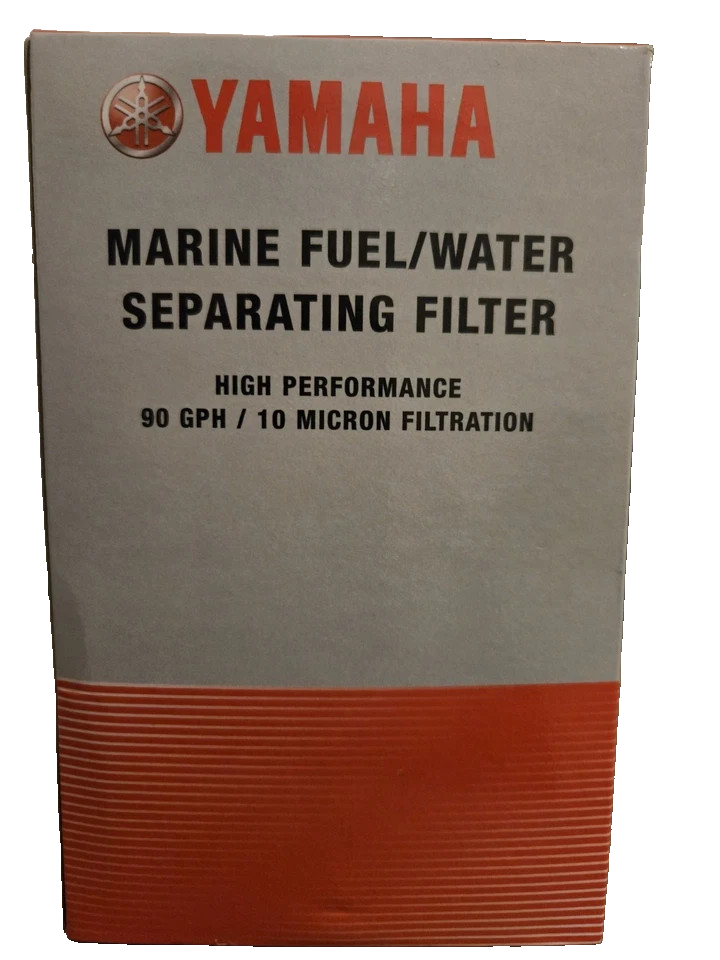 YAMAHA
MARINE FUEL/WATER
SEPARATING FILTER
HIGH PERFORMANCE
90 GPH / 10 MICRON FILTRATION